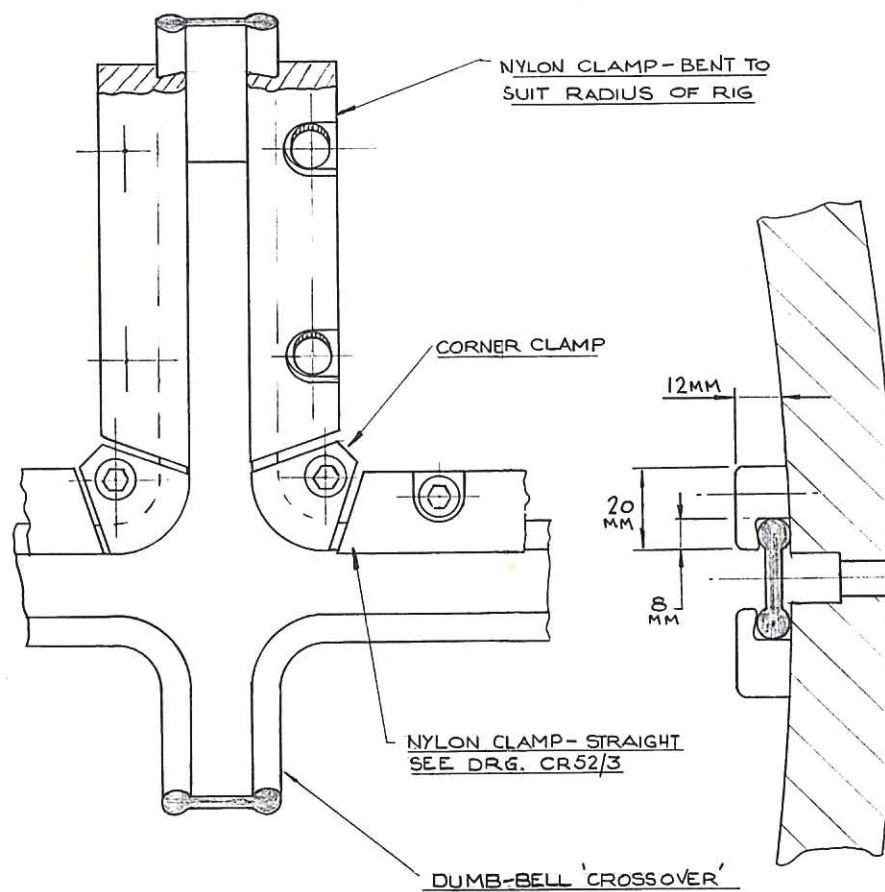 NYLON CLAMP-BENT TO
SUIT RADIUS OF RIG
CORNER CLAMP
12MM
20
MM
8
MM
NYLON CLAMP-STRAIGHT
SEE DRG. CR52/3
DUMB-BELL 'CROSSOVER'